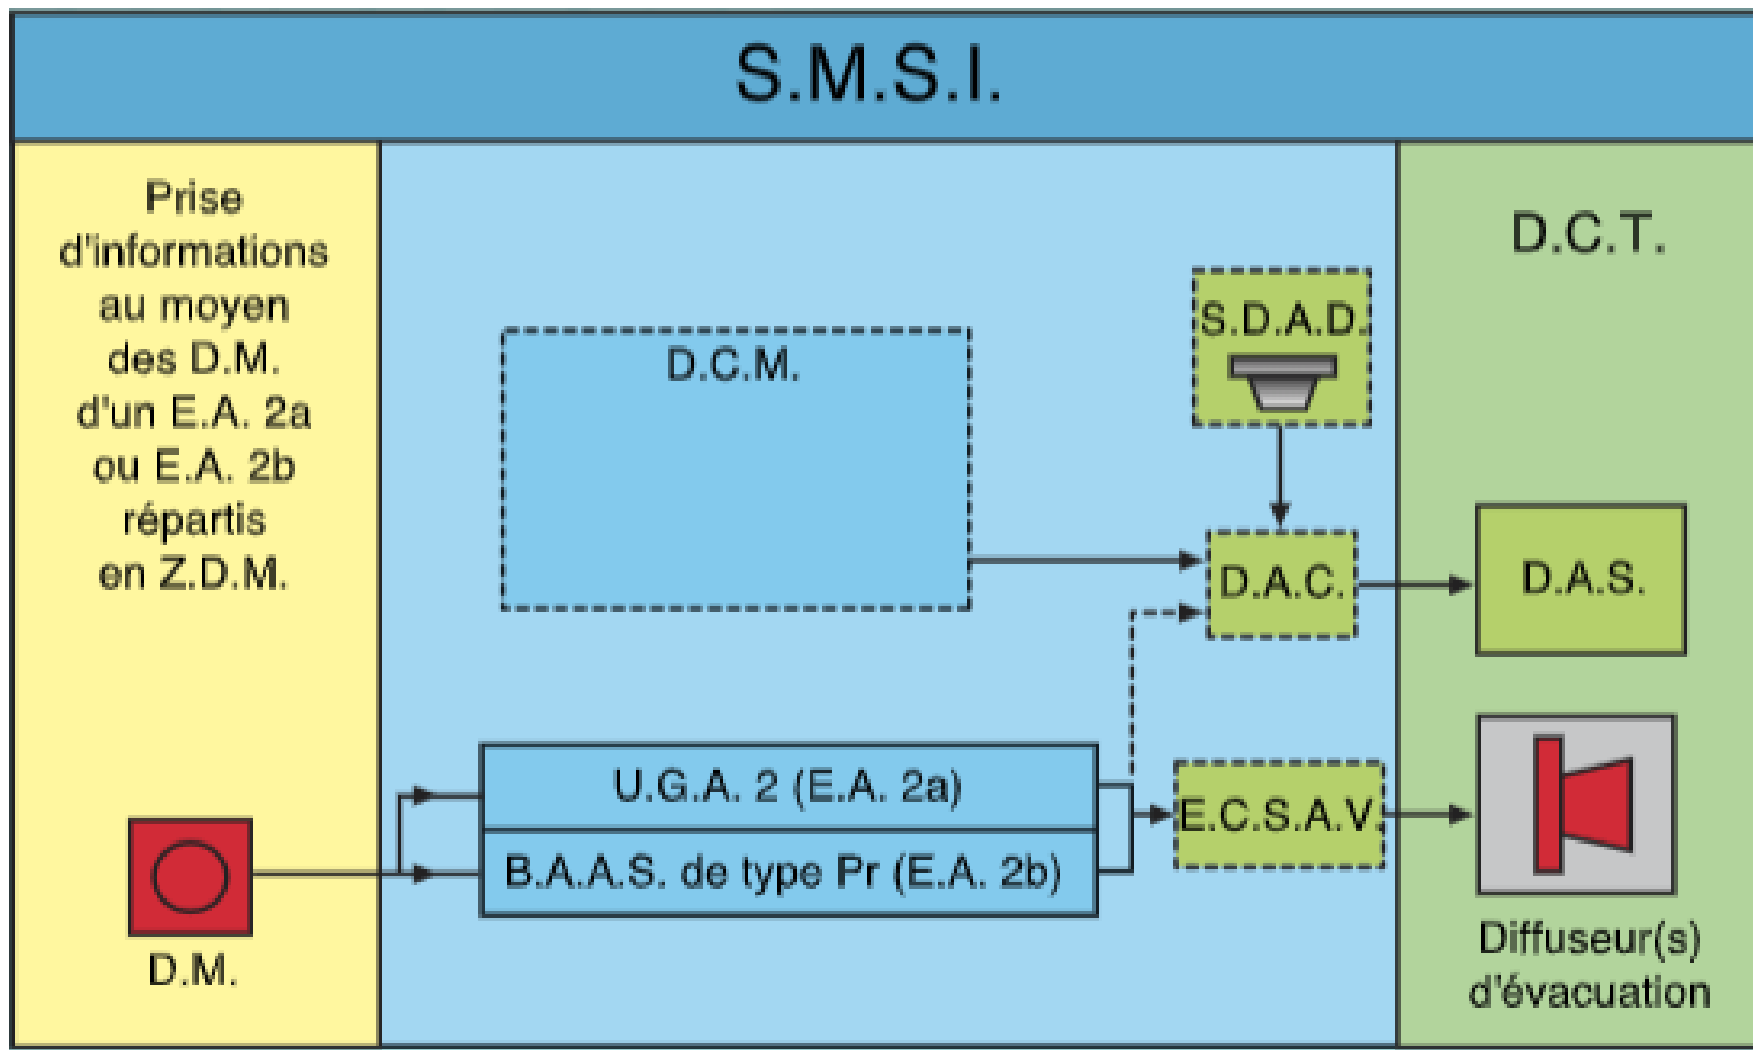 S.M.S.I.
Prise
d'informations
au moyen
des D.M.
d'un E.A. 2a
ou E.A. 2b
répartis
en Z.D.M.
D.M.
D.C.M.
U.G.A. 2 (E.A. 2a)
B.A.A.S. de type Pr (E.A. 2b)
S.D.A.D.
D.A.C.
E.C.S.A.V.
D.C.T.
D.A.S.
Diffuseur(s)
d'évacuation